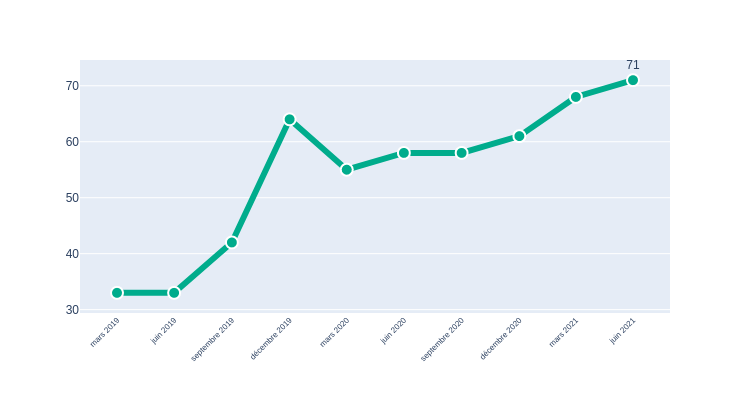 71
70
60
50
40
30
mars 2019
juin 2019
septembre 2019
décembre 2019
mars 2020
juin 2020
septembre 2020
décembre 2020
mars 2021
juin 2021